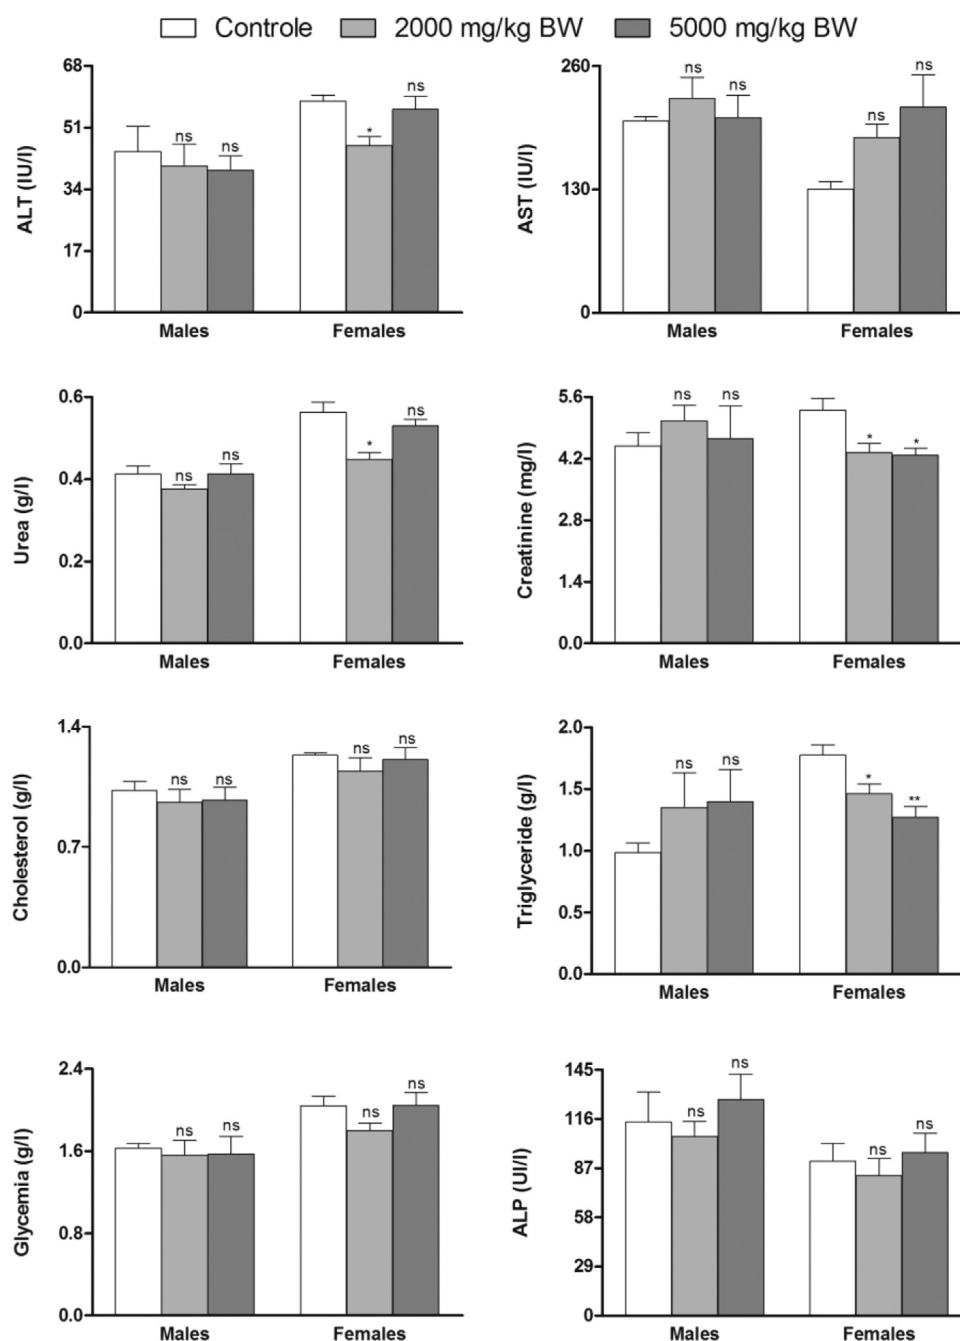 Controle 2000 mg/kg BW 5000 mg/kg BW
ALT (IU/l)
68
51
34
17
0
ns
ns
*
ns
Males Females
AST (IU/l)
260
130
0
ns
ns
ns
ns
Males Females
Urea (g/l)
0.6
0.4
0.2
0.0
ns
ns
*
ns
Males Females
Creatinine (mg/l)
5.6
4.2
2.8
1.4
0.0
ns
ns
*
*
Males Females
Cholesterol (g/l)
1.4
0.7
0.0
ns
ns
ns
ns
Males Females
Triglyceride (g/l)
2.0
1.5
1.0
0.5
0.0
ns
ns
*
**
Males Females
Glycemia (g/l)
2.4
1.6
0.8
0.0
ns
ns
ns
ns
Males Females
ALP (UI/l)
145
116
87
58
29
0
ns
ns
ns
ns
Males Females